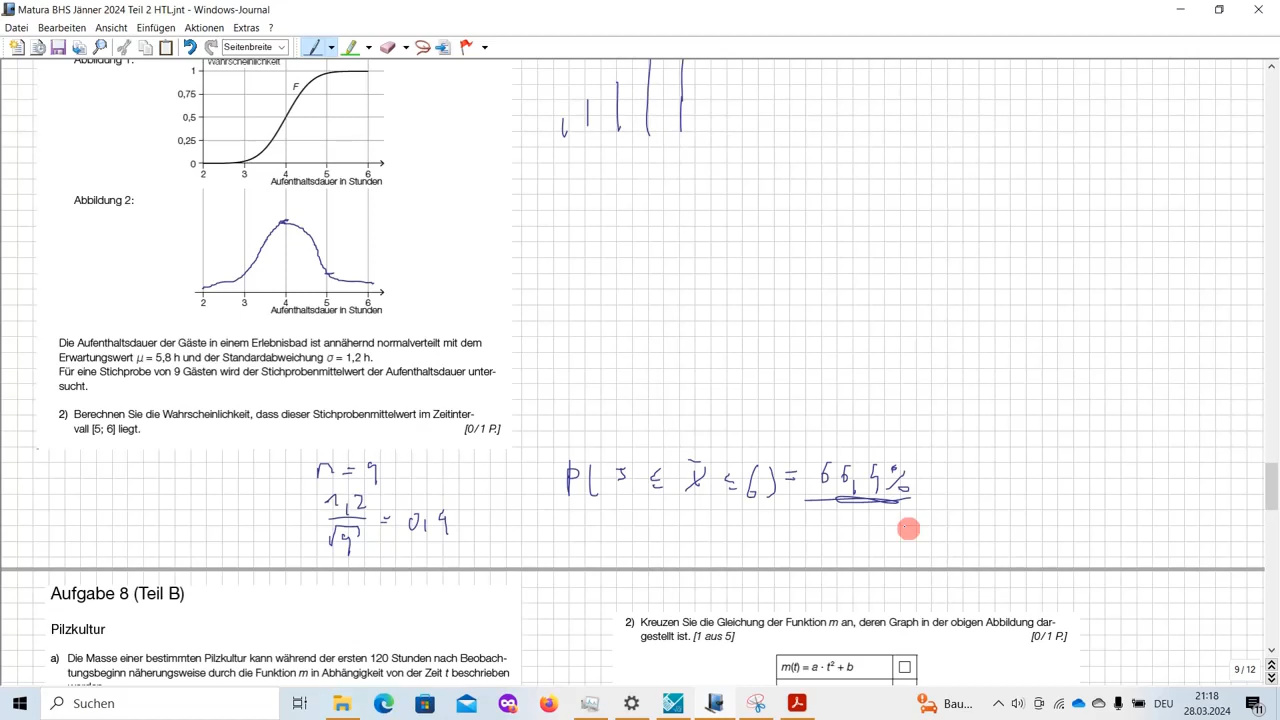 Matura BHS Jänner 2024 Teil 2 HTL.jnt - Windows-Journal
Datei Bearbeiten Ansicht Einfügen Aktionen Extras ?
Seitenbreite
Abbildung 1:
Wahrscheinlichkeit
1
0,75
0,5
0,25
0
F
2 3 4 5 6
Aufenthaltsdauer in Stunden
Abbildung 2:
2 3 4 5 6
Aufenthaltsdauer in Stunden
Die Aufenthaltsdauer der Gäste in einem Erlebnisbad ist annähernd normalverteilt mit dem
Erwartungswert μ = 5,8 h und der Standardabweichung σ = 1,2 h.
Für eine Stichprobe von 9 Gästen wird der Stichprobenmittelwert der Aufenthaltsdauer unter-
sucht.
2) Berechnen Sie die Wahrscheinlichkeit, dass dieser Stichprobenmittelwert im Zeitinter-
vall [5; 6] liegt. [0/1 P.]
n = 9
1,2
√9 = 0,4
P( 5 ≤ x̄ ≤ 6) = 66,9%
Aufgabe 8 (Teil B)
Pilzkultur
a) Die Masse einer bestimmten Pilzkultur kann während der ersten 120 Stunden nach Beobach-
tungsbeginn näherungsweise durch die Funktion m in Abhängigkeit von der Zeit t beschrieben
werden.
2) Kreuzen Sie die Gleichung der Funktion m an, deren Graph in der obigen Abbildung dar-
gestellt ist. [1 aus 5] [0/1 P.]
m(t) = a · t² + b
9 / 12
Suchen
Bau...
DEU
21:18
28.03.2024
11